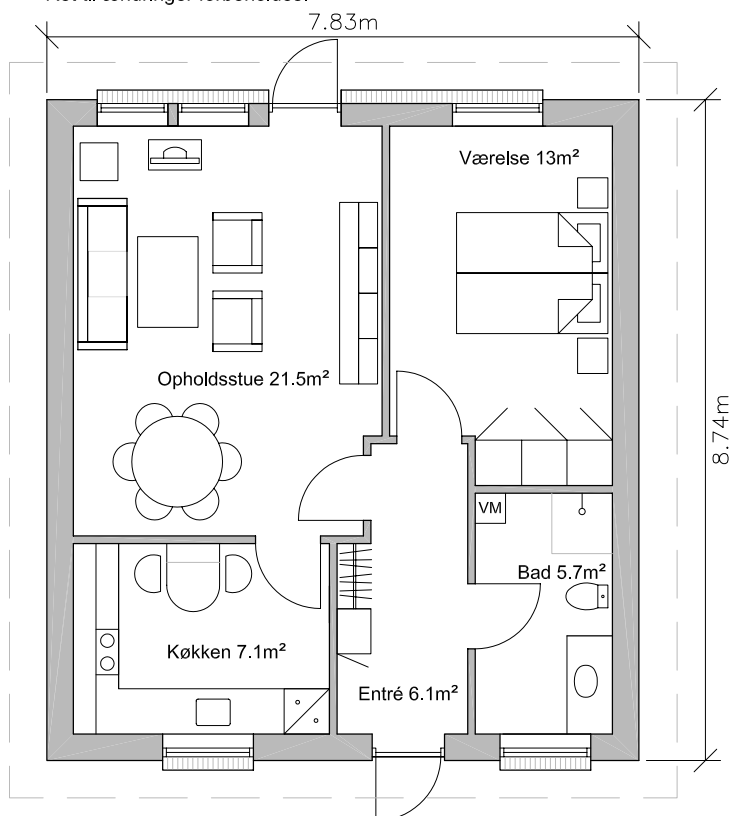 7.83m
Værelse 13m²
Opholdsstue 21.5m²
8.74m
VM
Bad 5.7m²
Køkken 7.1m²
Entré 6.1m²